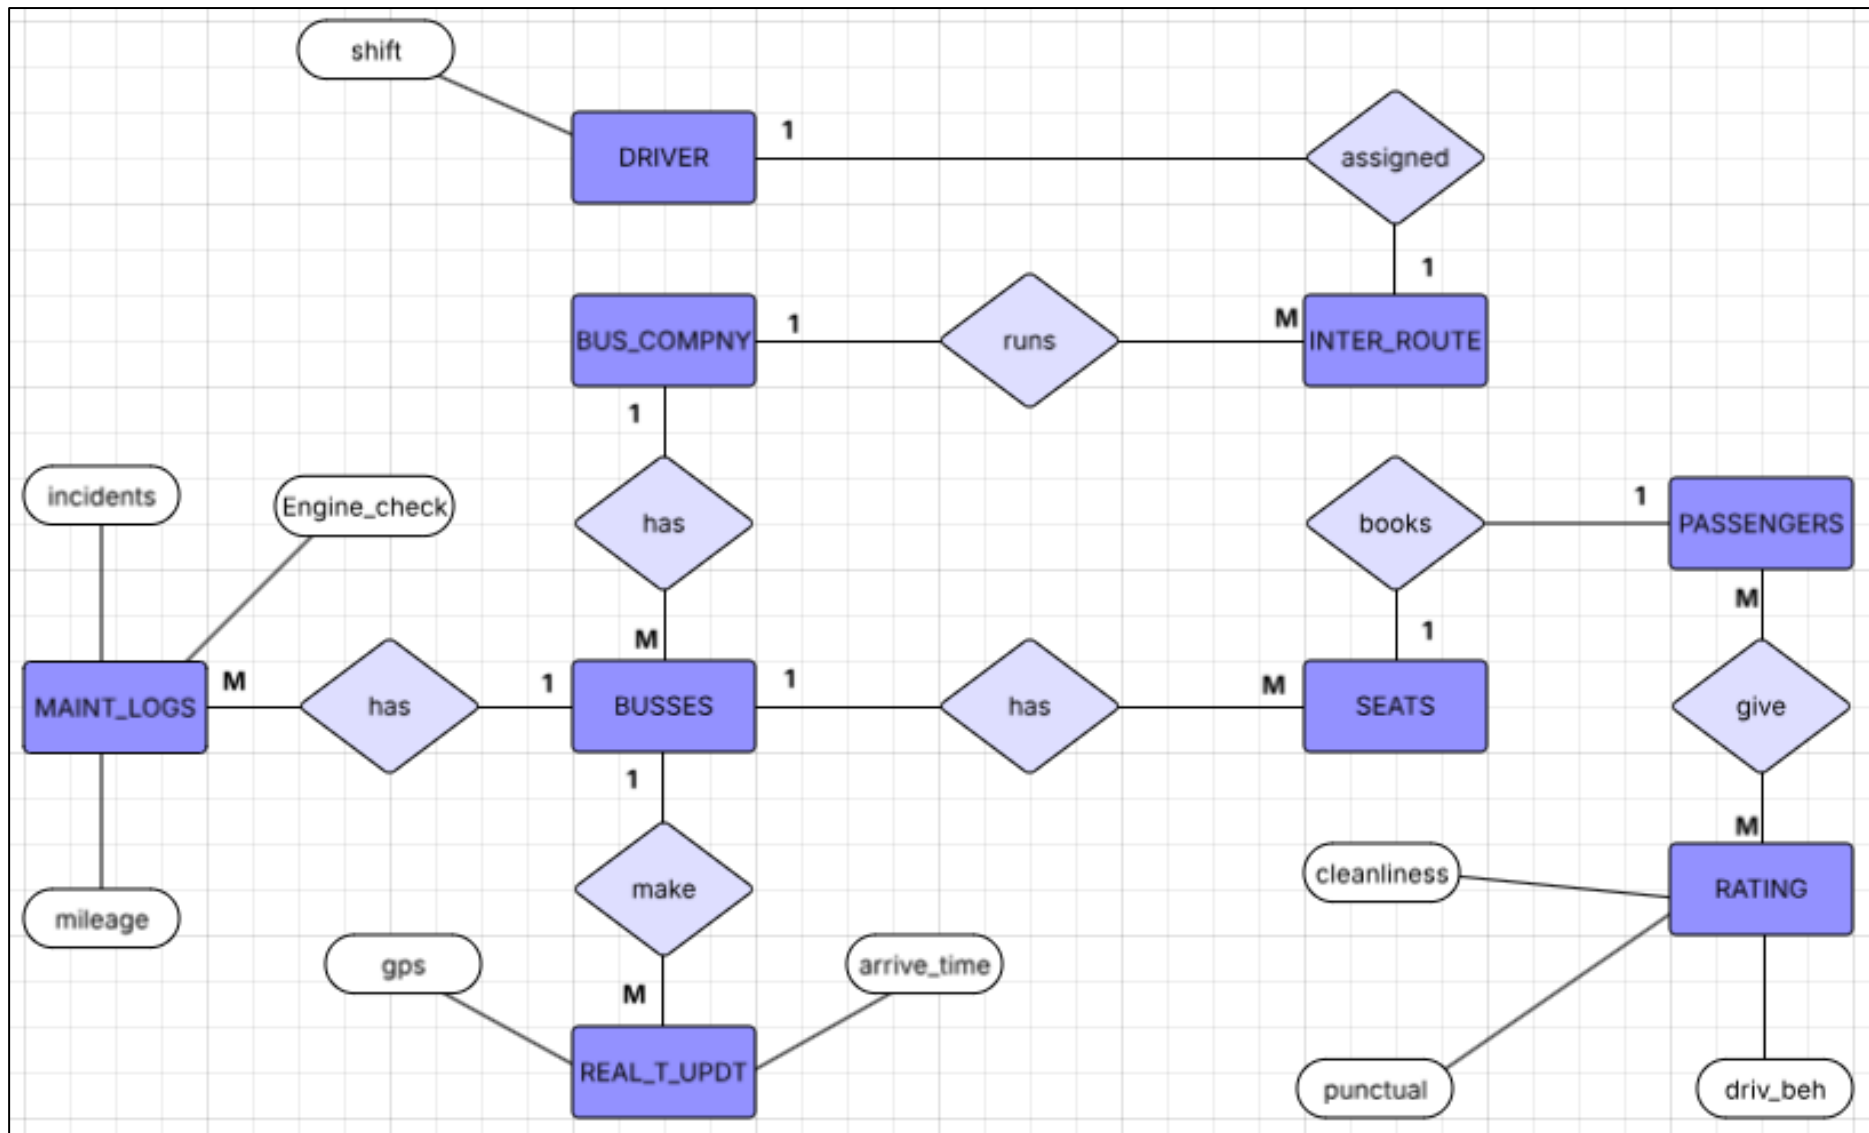 shift
DRIVER
1
assigned
1
BUS_COMPNY
1
runs
M
INTER_ROUTE
1
incidents
Engine_check
has
books
1
PASSENGERS
M
M
1
MAINT_LOGS
M
has
1
BUSSES
1
has
M
SEATS
give
1
make
M
cleanliness
RATING
mileage
gps
arrive_time
M
REAL_T_UPDT
punctual
driv_beh